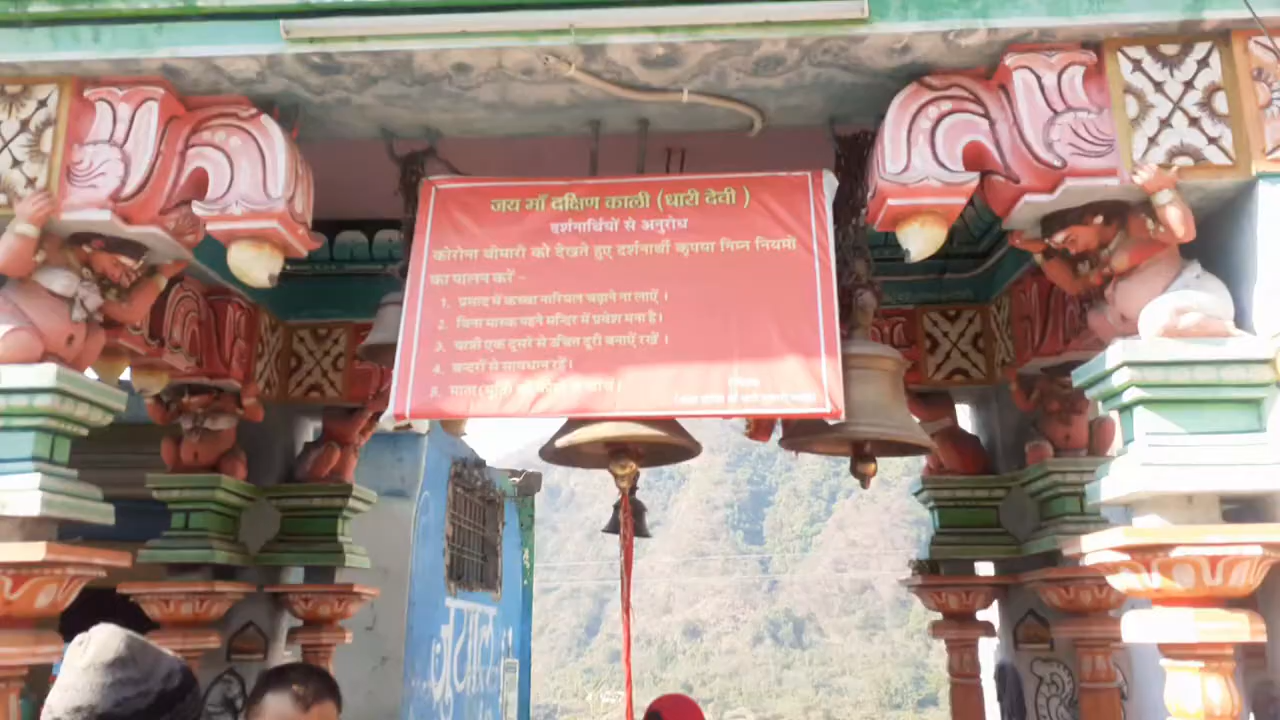 जय माँ दक्षिण काली (धारी देवी )
दर्शनार्थियों से अनुरोध
कोरोना बीमारी को देखते हुए दर्शनार्थी कृपया निम्न नियमों
का पालन करें -
1. प्रसाद में कच्चा नारियल चढ़ाने ना लाऐं ।
2. बिना मास्क पहने मन्दिर में प्रवेश मना है।
3. यात्री एक दूसरे से उचित दूरी बनाऐं रखें ।
4. बन्दरों से सावधान रहें।
5. माता